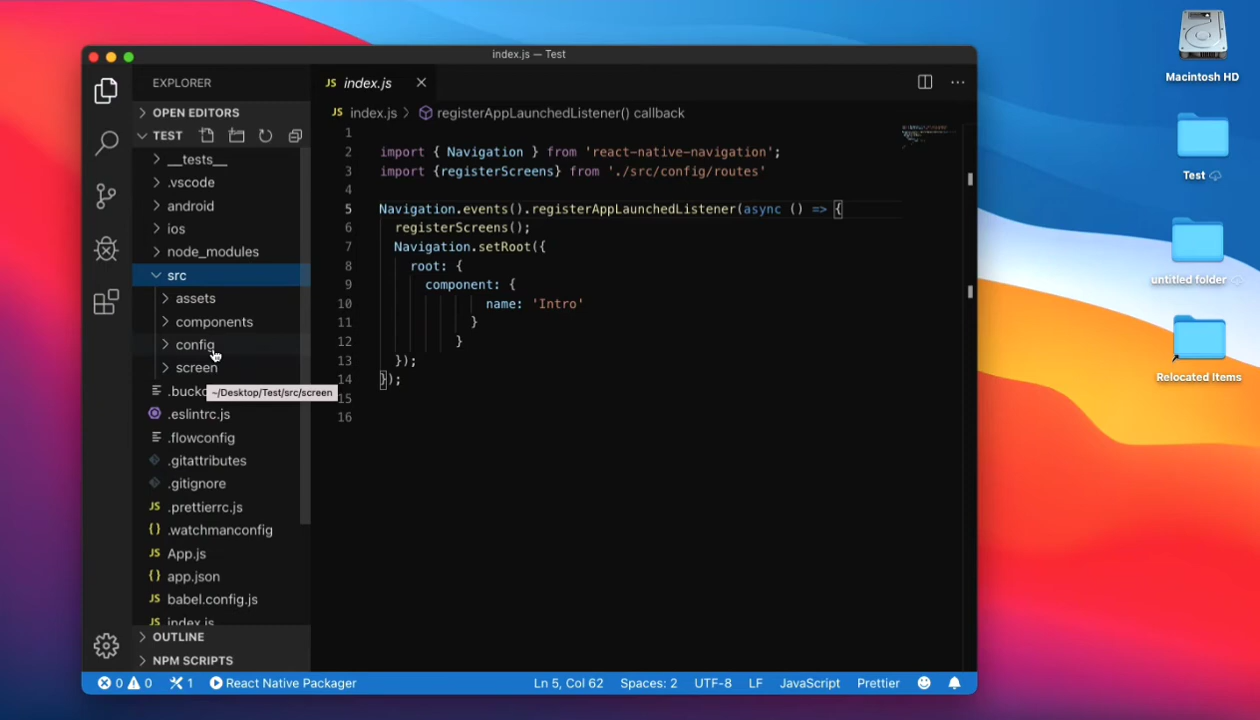 index.js — Test
EXPLORER
OPEN EDITORS
TEST
__tests__
.vscode
android
ios
node_modules
src
assets
components
config
screen
~/Desktop/Test/src/screen
.eslintrc.js
.flowconfig
.gitattributes
.gitignore
.prettierrc.js
.watchmanconfig
App.js
app.json
babel.config.js
index.js
OUTLINE
NPM SCRIPTS
JS index.js
JS index.js > registerAppLaunchedListener() callback
1
2 import { Navigation } from 'react-native-navigation';
3 import {registerScreens} from './src/config/routes'
4
5 Navigation.events().registerAppLaunchedListener(async () => {
6 registerScreens();
7 Navigation.setRoot({
8 root: {
9 component: {
10 name: 'Intro'
11 }
12 }
13 });
14 });
15
16
0 0 1 React Native Packager Ln 5, Col 62 Spaces: 2 UTF-8 LF JavaScript Prettier
Macintosh HD
Test
untitled folder
Relocated Items